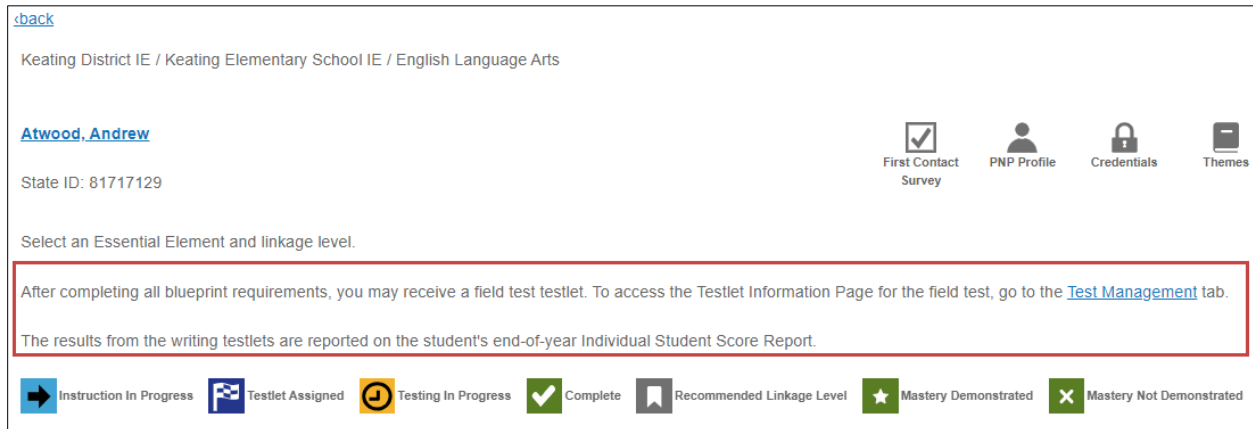 ‹back
Keating District IE / Keating Elementary School IE / English Language Arts
Atwood, Andrew
State ID: 81717129
First Contact Survey
PNP Profile
Credentials
Themes
Select an Essential Element and linkage level.
After completing all blueprint requirements, you may receive a field test testlet. To access the Testlet Information Page for the field test, go to the Test Management tab.
The results from the writing testlets are reported on the student's end-of-year Individual Student Score Report.
Instruction In Progress Testlet Assigned Testing In Progress Complete Recommended Linkage Level Mastery Demonstrated Mastery Not Demonstrated